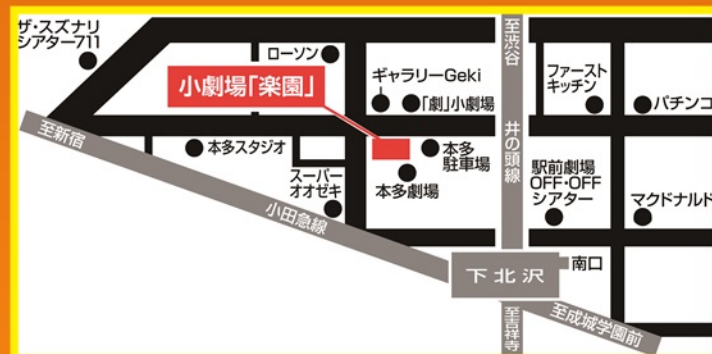 ザ・スズナリ
シアター711
ローソン
至渋谷
小劇場「楽園」
ギャラリーGeki
「劇」小劇場
ファースト
キッチン
パチンコ
至新宿
本多スタジオ
本多
駐車場
井の頭線
スーパー
オオゼキ
本多劇場
駅前劇場
OFF・OFF
シアター
マクドナルド
小田急線
下北沢
南口
至吉祥寺
至成城学園前